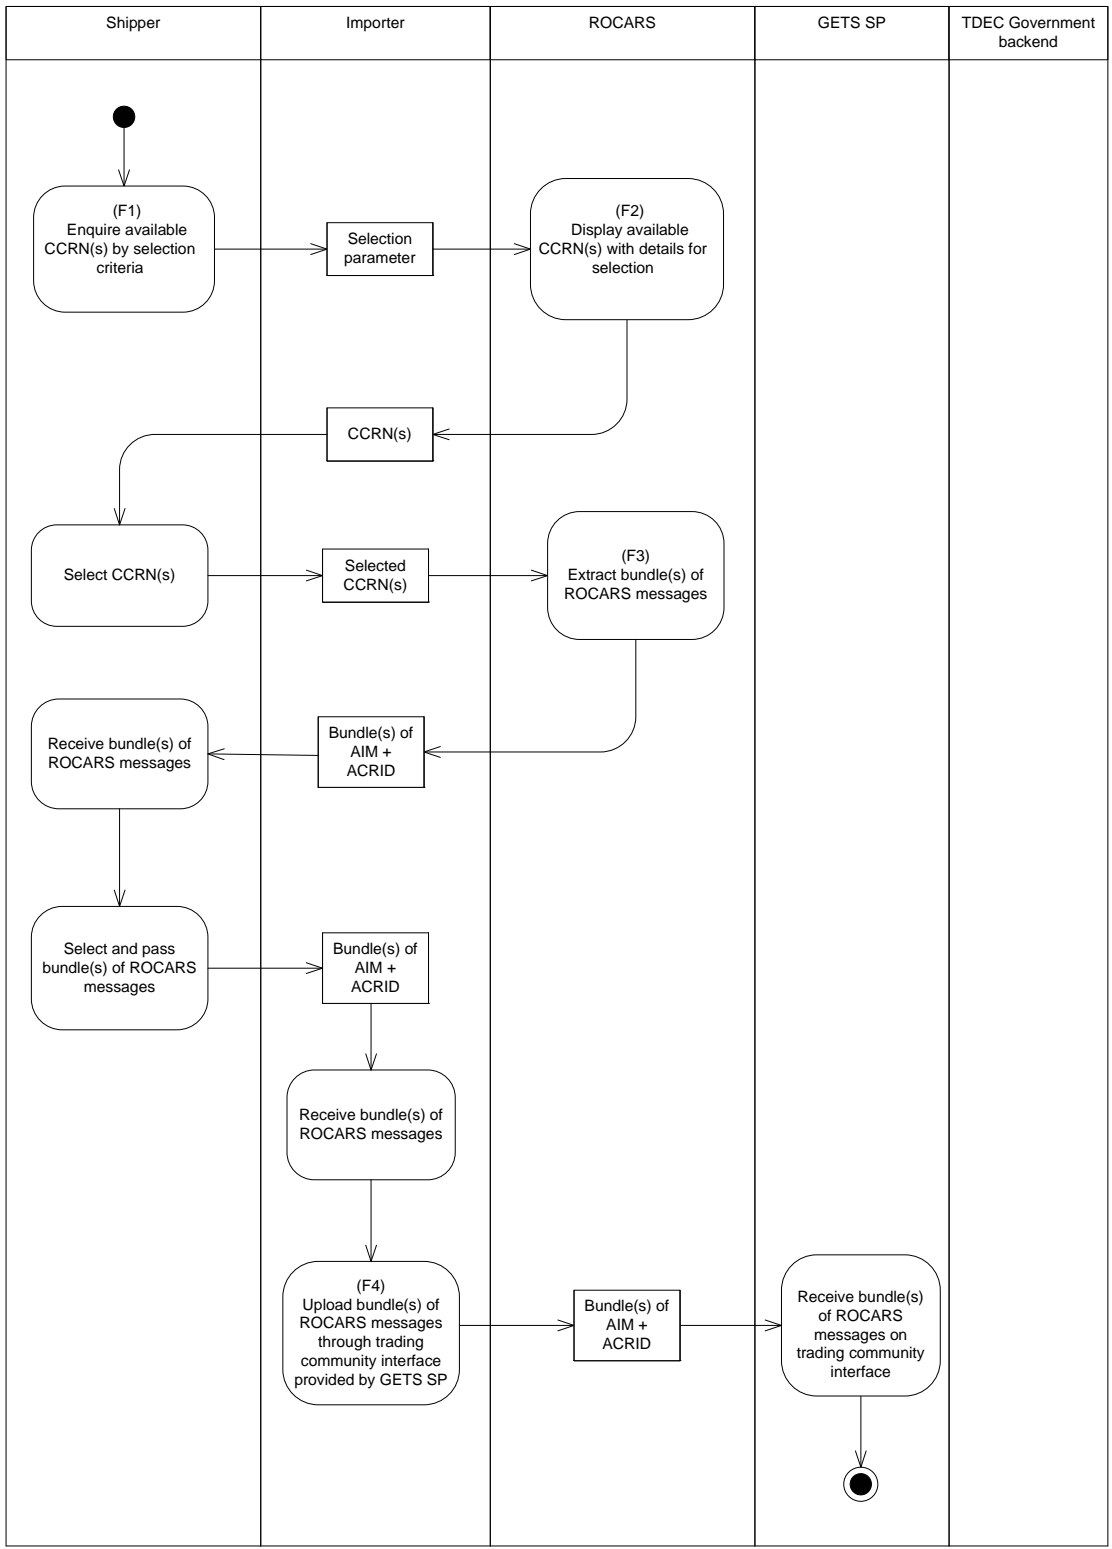 Shipper
Importer
ROCARS
GETS SP
TDEC Government
backend
(F1)
Enquire available
CCRN(s) by selection
criteria
Selection
parameter
(F2)
Display available
CCRN(s) with details for
selection
CCRN(s)
Select CCRN(s)
Selected
CCRN(s)
(F3)
Extract bundle(s) of
ROCARS messages
Receive bundle(s) of
ROCARS messages
Bundle(s) of
AIM +
ACRID
Select and pass
bundle(s) of ROCARS
messages
Bundle(s) of
AIM +
ACRID
Receive bundle(s) of
ROCARS messages
(F4)
Upload bundle(s) of
ROCARS messages
through trading
community interface
provided by GETS SP
Bundle(s) of
AIM +
ACRID
Receive bundle(s)
of ROCARS
messages on
trading community
interface